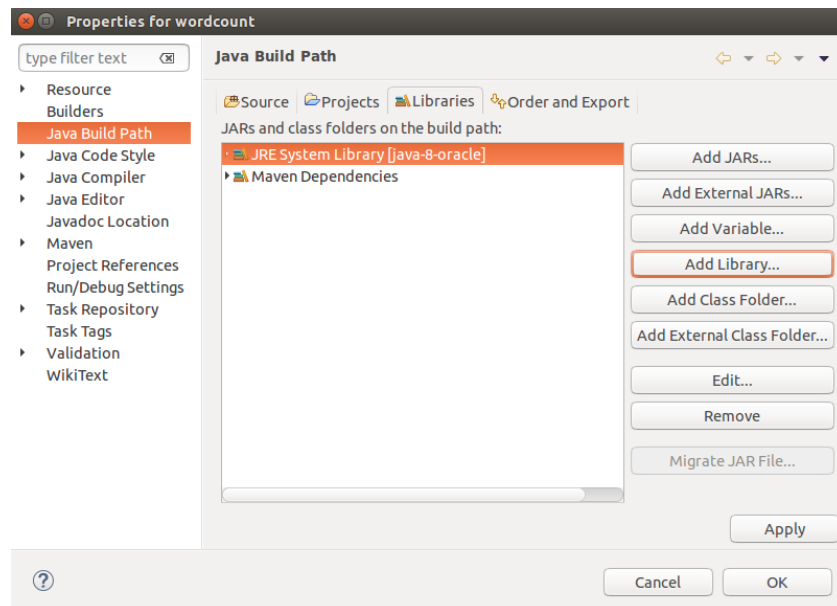 Properties for wordcount
type filter text
Java Build Path
Resource
Builders
Java Build Path
Java Code Style
Java Compiler
Java Editor
Javadoc Location
Maven
Project References
Run/Debug Settings
Task Repository
Task Tags
Validation
WikiText
Source Projects Libraries Order and Export
JARs and class folders on the build path:
JRE System Library [java-8-oracle]
Maven Dependencies
Add JARs...
Add External JARs...
Add Variable...
Add Library...
Add Class Folder...
Add External Class Folder...
Edit...
Remove
Migrate JAR File...
Apply
?
Cancel OK